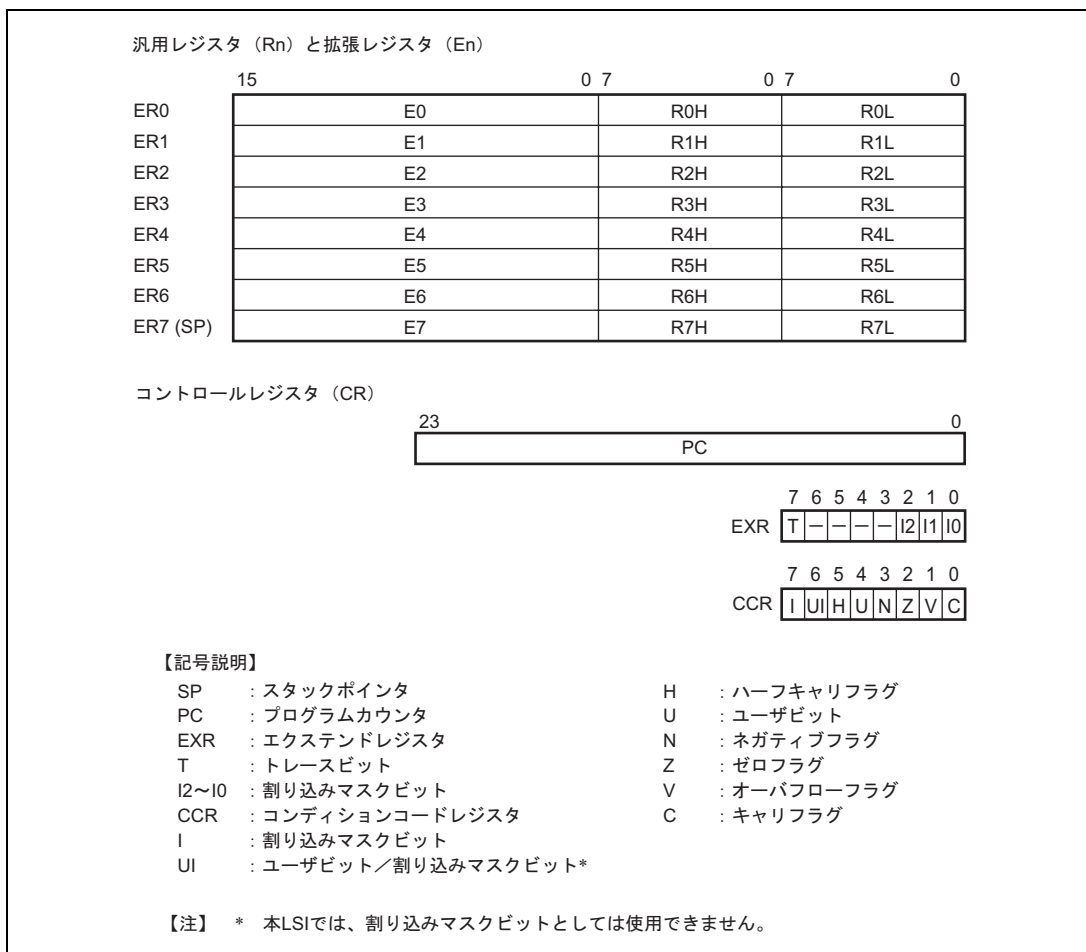 汎用レジスタ（Rn）と拡張レジスタ（En）
15 0 7 0 7 0
ER0 E0 R0H R0L
ER1 E1 R1H R1L
ER2 E2 R2H R2L
ER3 E3 R3H R3L
ER4 E4 R4H R4L
ER5 E5 R5H R5L
ER6 E6 R6H R6L
ER7 (SP) E7 R7H R7L
コントロールレジスタ（CR）
23 0
PC
7 6 5 4 3 2 1 0
EXR T － － － － I2 I1 I0
7 6 5 4 3 2 1 0
CCR I UI H U N Z V C
【記号説明】
SP ：スタックポインタ
PC ：プログラムカウンタ
EXR ：エクステンドレジスタ
T ：トレースビット
I2～I0 ：割り込みマスクビット
CCR ：コンディションコードレジスタ
I ：割り込みマスクビット
UI ：ユーザビット／割り込みマスクビット*
H ：ハーフキャリフラグ
U ：ユーザビット
N ：ネガティブフラグ
Z ：ゼロフラグ
V ：オーバフローフラグ
C ：キャリフラグ
【注】 * 本LSIでは、割り込みマスクビットとしては使用できません。